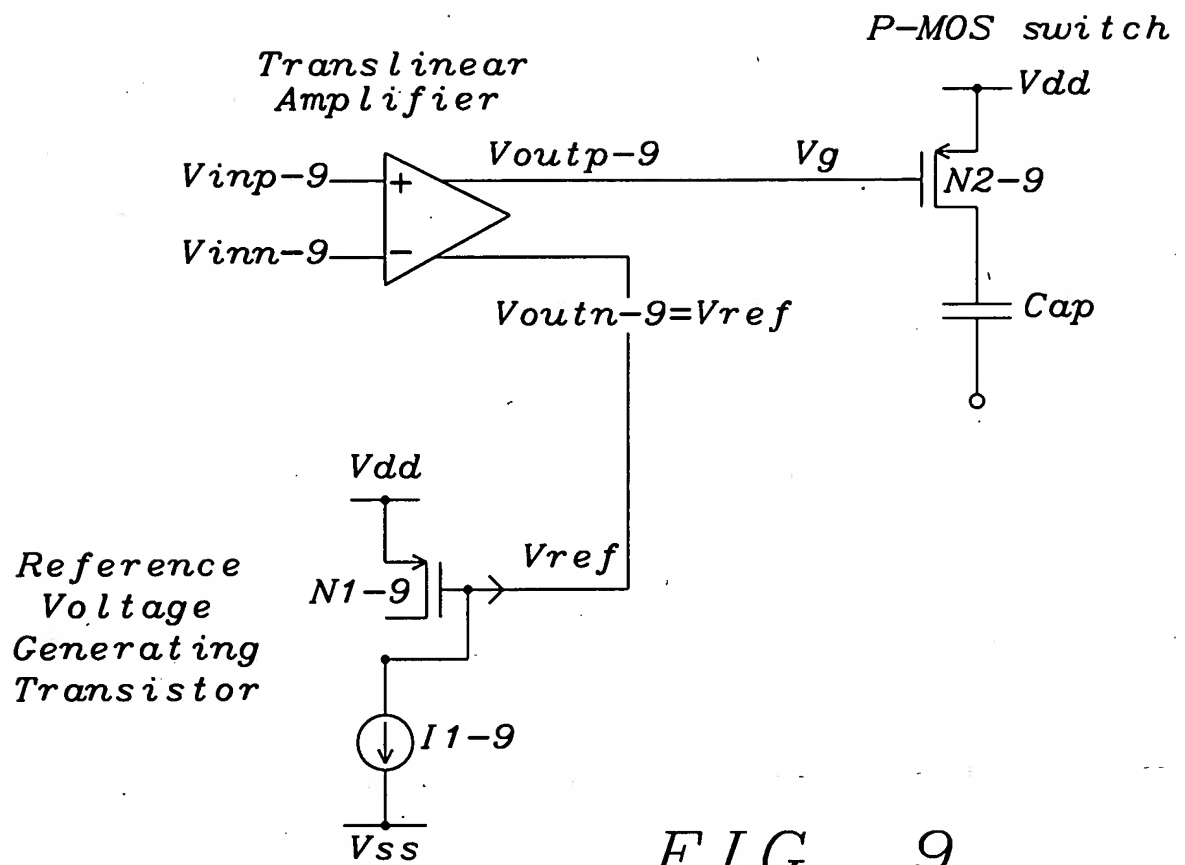 P-MOS switch
Translinear
Amplifier
Vdd
Vinp-9
+
Voutp-9
Vg
N2-9
Vinn-9
-
Voutn-9=Vref
Cap
Vdd
Reference
Voltage
Generating
Transistor
N1-9
Vref
I1-9
Vss
FIG. 9